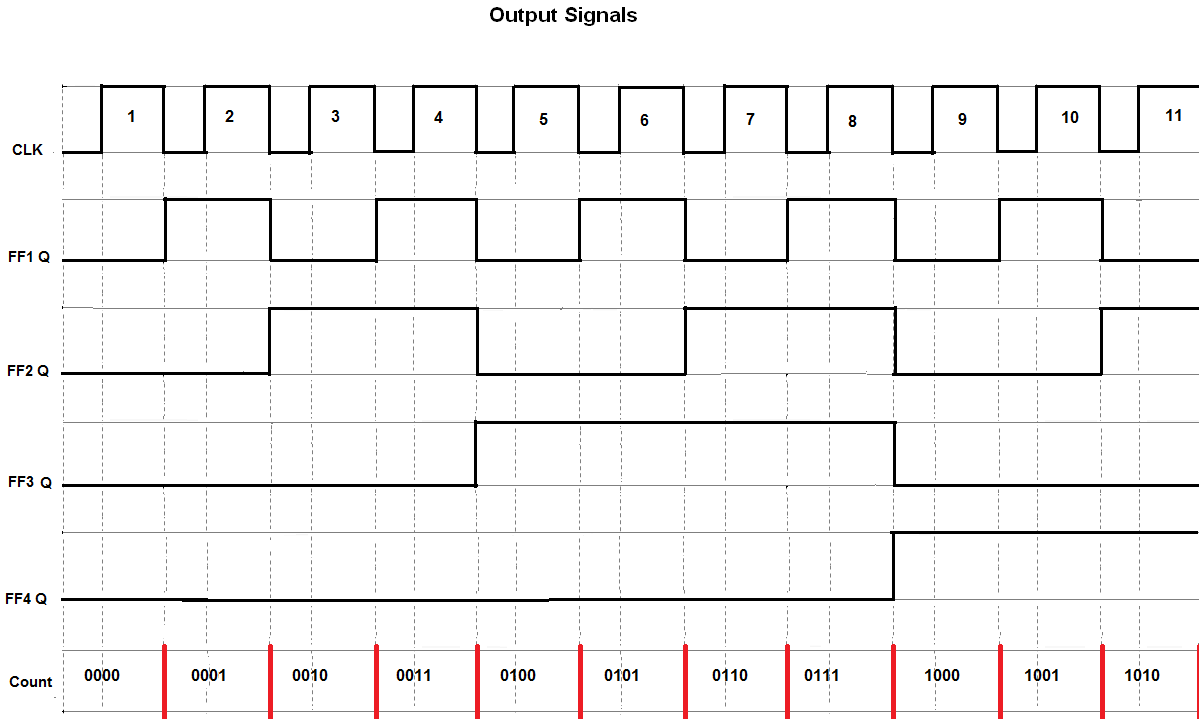 Output Signals
1 2 3 4 5 6 7 8 9 10 11
CLK
FF1 Q
FF2 Q
FF3 Q
FF4 Q
Count 0000 0001 0010 0011 0100 0101 0110 0111 1000 1001 1010